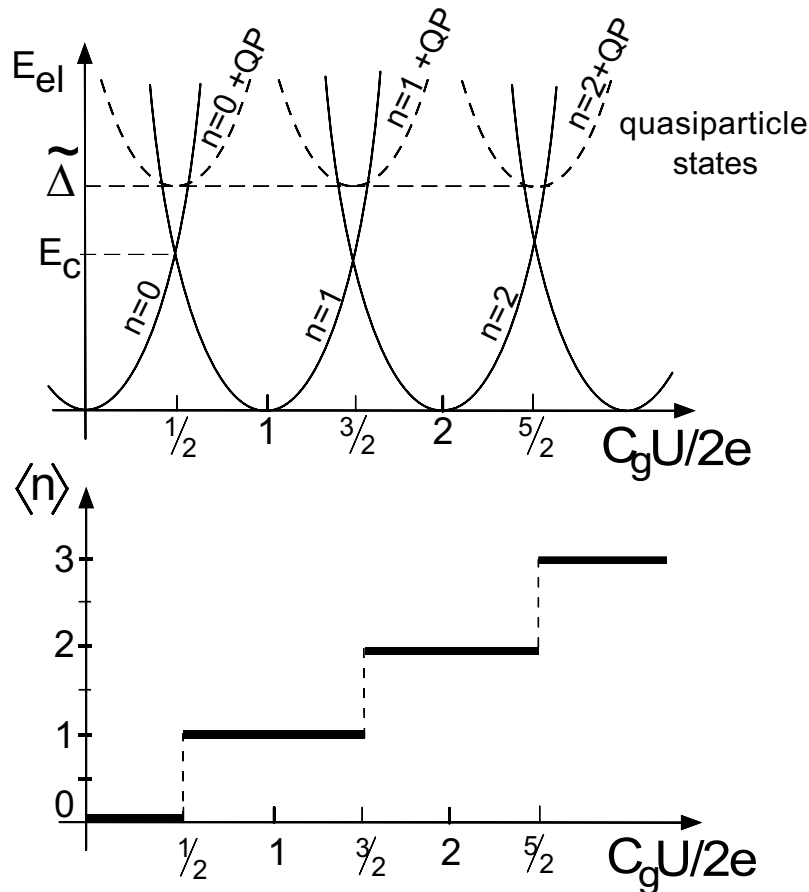 E_el
n=0 +QP
n=1 +QP
n=2+QP
quasiparticle
states
Δ̃
E_c
n=0
n=1
n=2
1/2
1
3/2
2
5/2
C_gU/2e
⟨n⟩
3
2
1
0
1/2
1
3/2
2
5/2
C_gU/2e